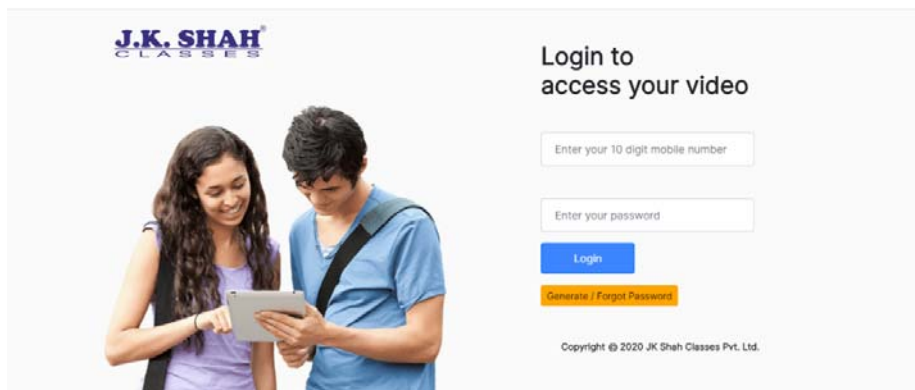 J.K. SHAH
CLASSES
Login to
access your video
Enter your 10 digit mobile number
Enter your password
Login
Generate / Forgot Password
Copyright © 2020 JK Shah Classes Pvt. Ltd.